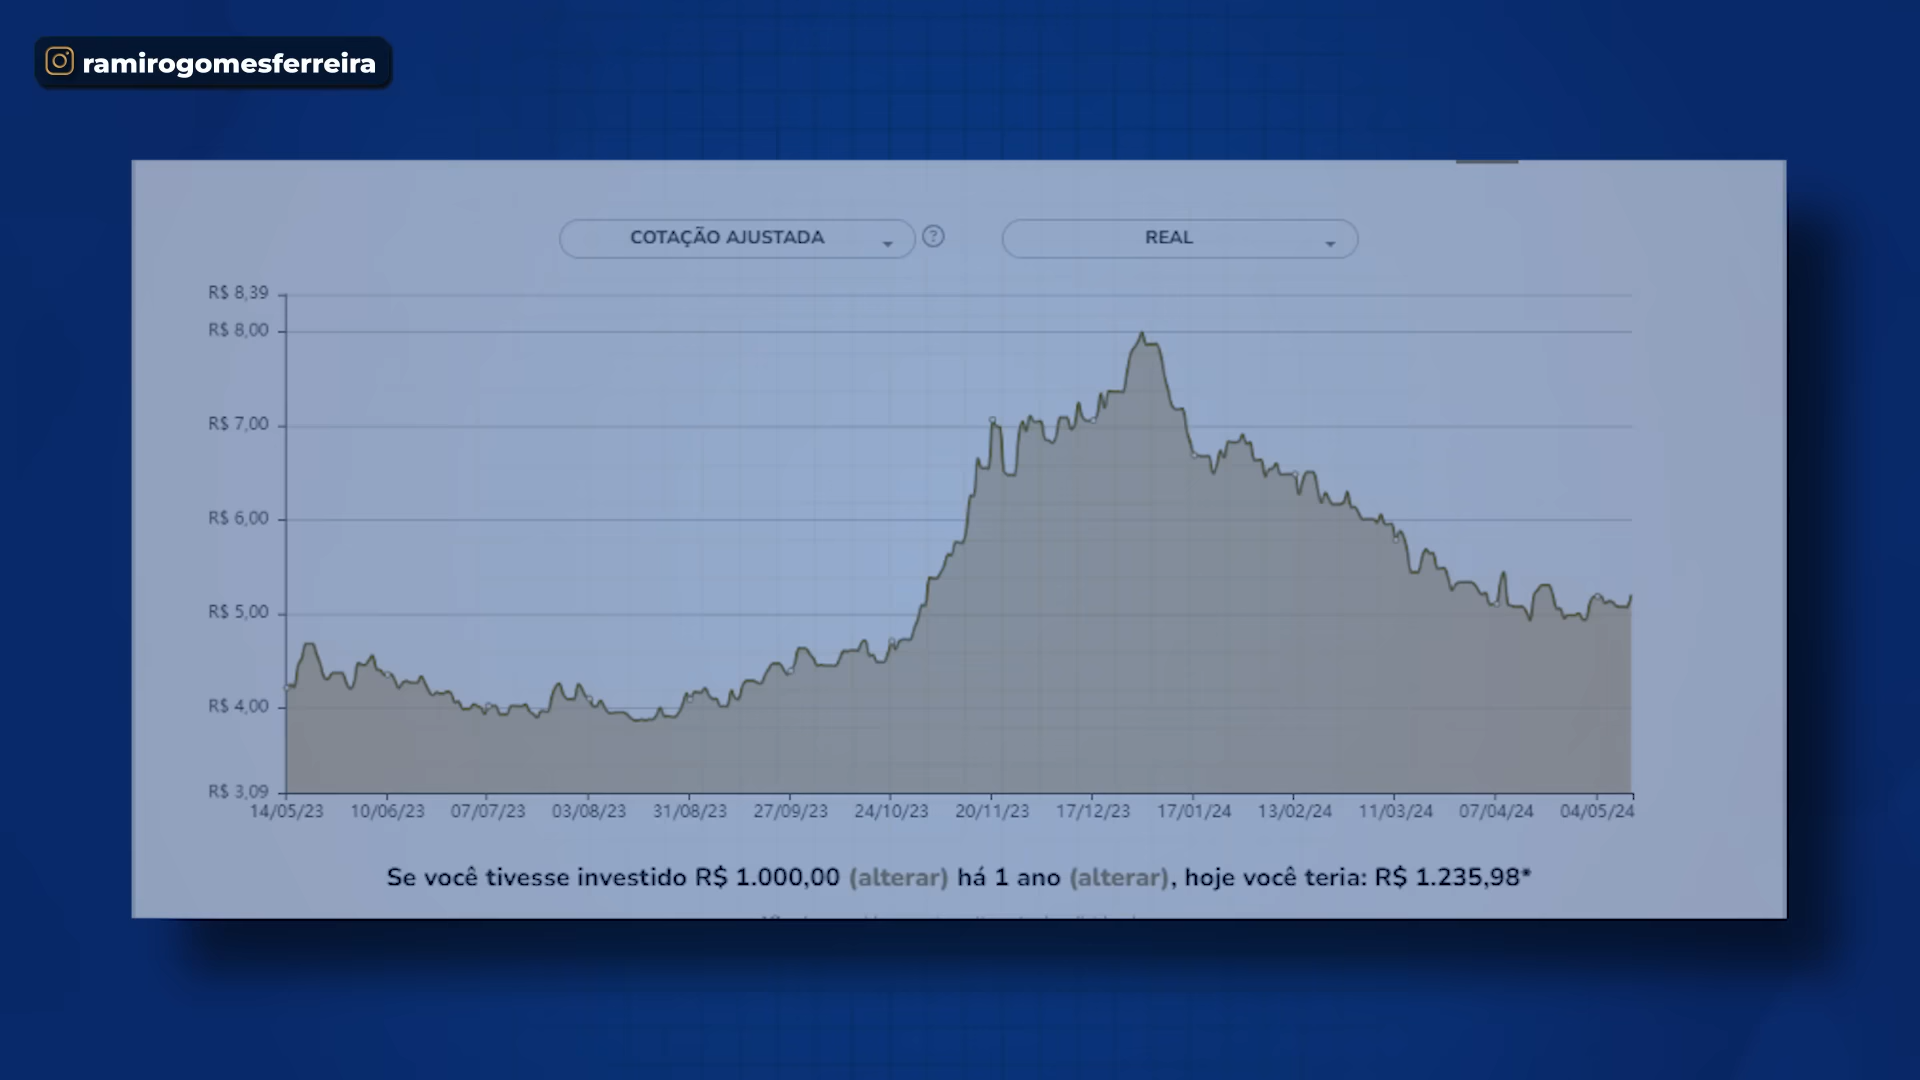 ramirogomesferreira
COTAÇÃO AJUSTADA ?
REAL
R$ 8,39
R$ 8,00
R$ 7,00
R$ 6,00
R$ 5,00
R$ 4,00
R$ 3,09
14/05/23 10/06/23 07/07/23 03/08/23 31/08/23 27/09/23 24/10/23 20/11/23 17/12/23 17/01/24 13/02/24 11/03/24 07/04/24 04/05/24
Se você tivesse investido R$ 1.000,00 (alterar) há 1 ano (alterar), hoje você teria: R$ 1.235,98*